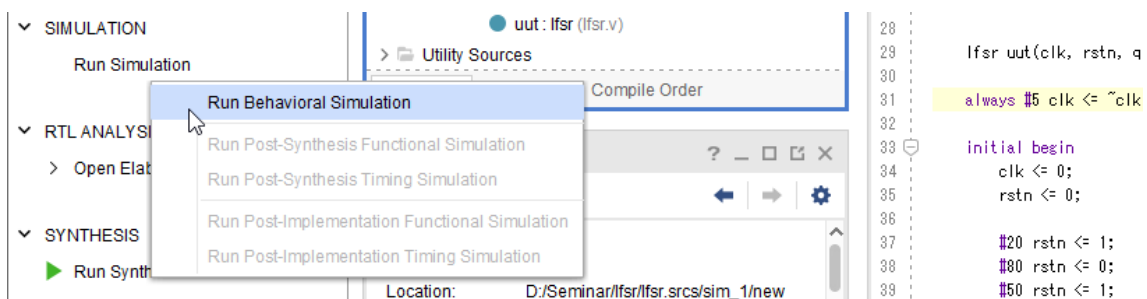 SIMULATION
Run Simulation
Run Behavioral Simulation
RTL ANALYSI
Run Post-Synthesis Functional Simulation
Open Elab
Run Post-Synthesis Timing Simulation
Run Post-Implementation Functional Simulation
SYNTHESIS
Run Post-Implementation Timing Simulation
Run Synth
uut : lfsr (lfsr.v)
Utility Sources
Compile Order
? _
Location: D:/Seminar/lfsr/lfsr.srcs/sim_1/new
28
29 lfsr uut(clk, rstn, q
30
31 always #5 clk <= ~clk
32
33 initial begin
34 clk <= 0;
35 rstn <= 0;
36
37 #20 rstn <= 1;
38 #80 rstn <= 0;
39 #50 rstn <= 1;